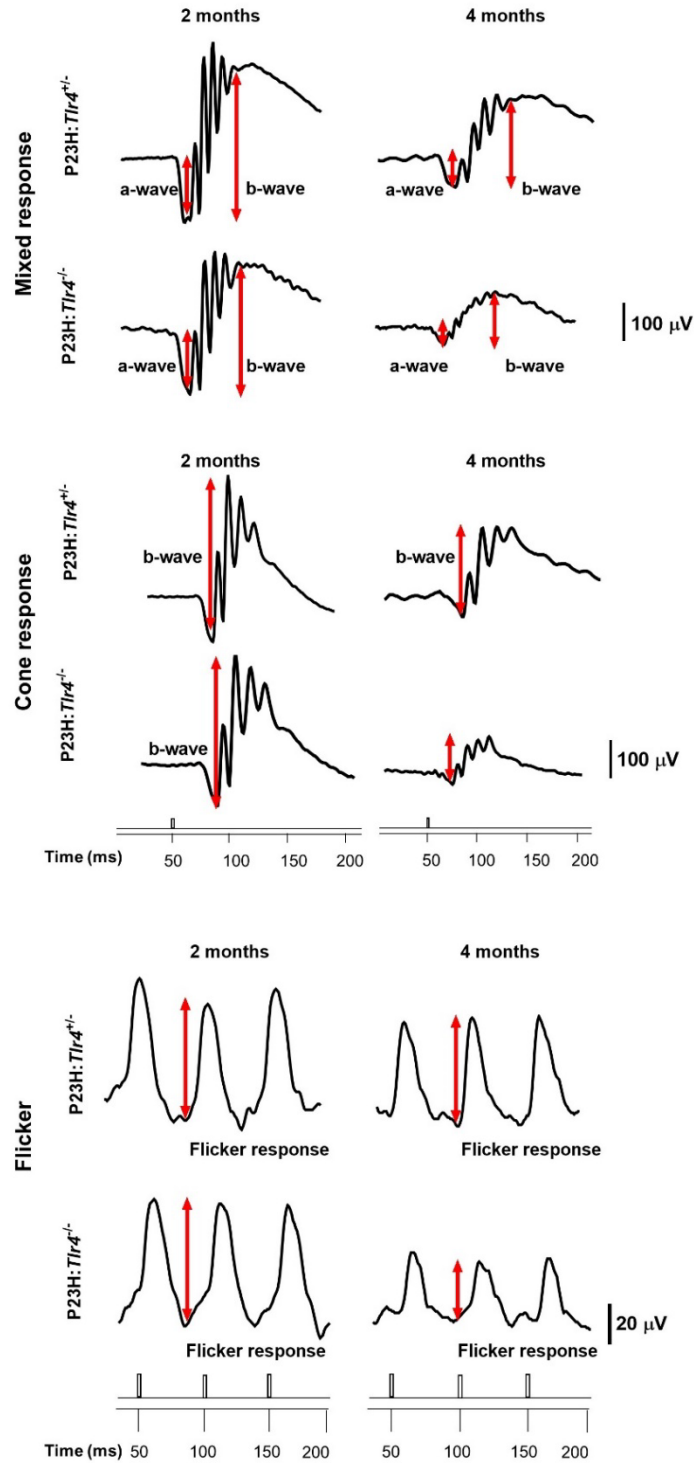 2 months 4 months
Mixed response
P23H:Tlr4+/-
a-wave b-wave a-wave b-wave
P23H:Tlr4-/-
a-wave b-wave a-wave b-wave
100 μV
2 months 4 months
Cone response
P23H:Tlr4+/-
b-wave b-wave
P23H:Tlr4-/-
b-wave
100 μV
Time (ms) 50 100 150 200 50 100 150 200
2 months 4 months
Flicker
P23H:Tlr4+/-
Flicker response Flicker response
P23H:Tlr4-/-
20 μV
Flicker response Flicker response
Time (ms) 50 100 150 200 50 100 150 200